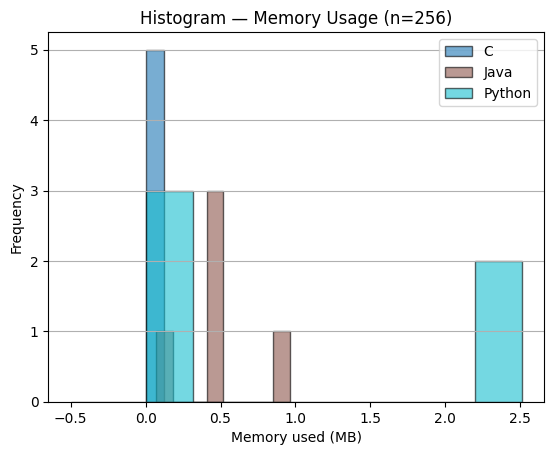 Histogram — Memory Usage (n=256)
C
Java
Python
Frequency
5
4
3
2
1
0
-0.5 0.0 0.5 1.0 1.5 2.0 2.5
Memory used (MB)